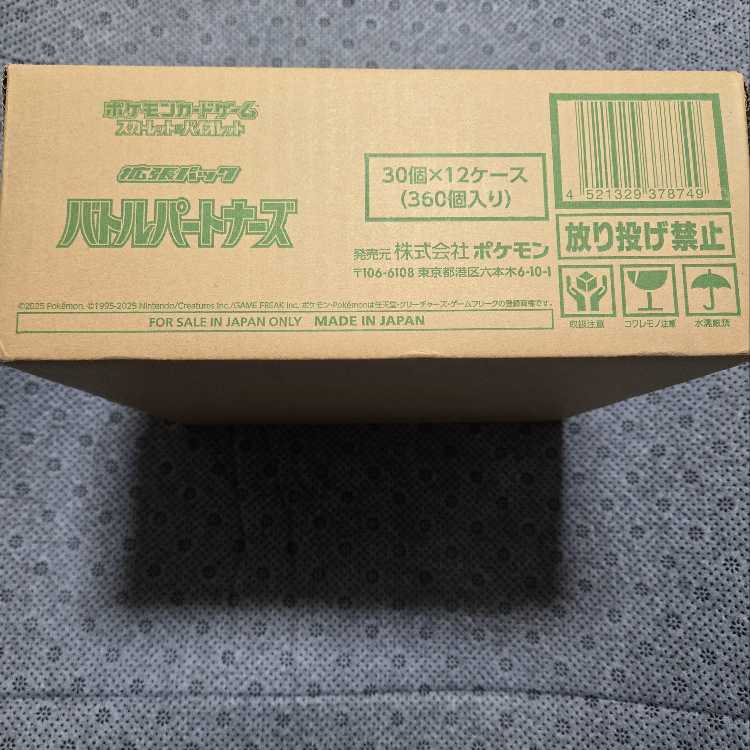 ポケモンカードゲーム
スカーレット&バイオレット
拡張パック
バトルパートナーズ
30個×12ケース
(360個入り)
発売元 株式会社 ポケモン
〒106-6108 東京都港区六本木6-10-1
4 521329 378749
放り投げ禁止
取扱注意
コワレモノ注意
水濡厳禁
©2025 Pokémon. ©1995-2025 Nintendo/Creatures Inc./GAME FREAK inc. ポケモン・Pokémonは任天堂・クリーチャーズ・ゲームフリークの登録商標です。
FOR SALE IN JAPAN ONLY MADE IN JAPAN